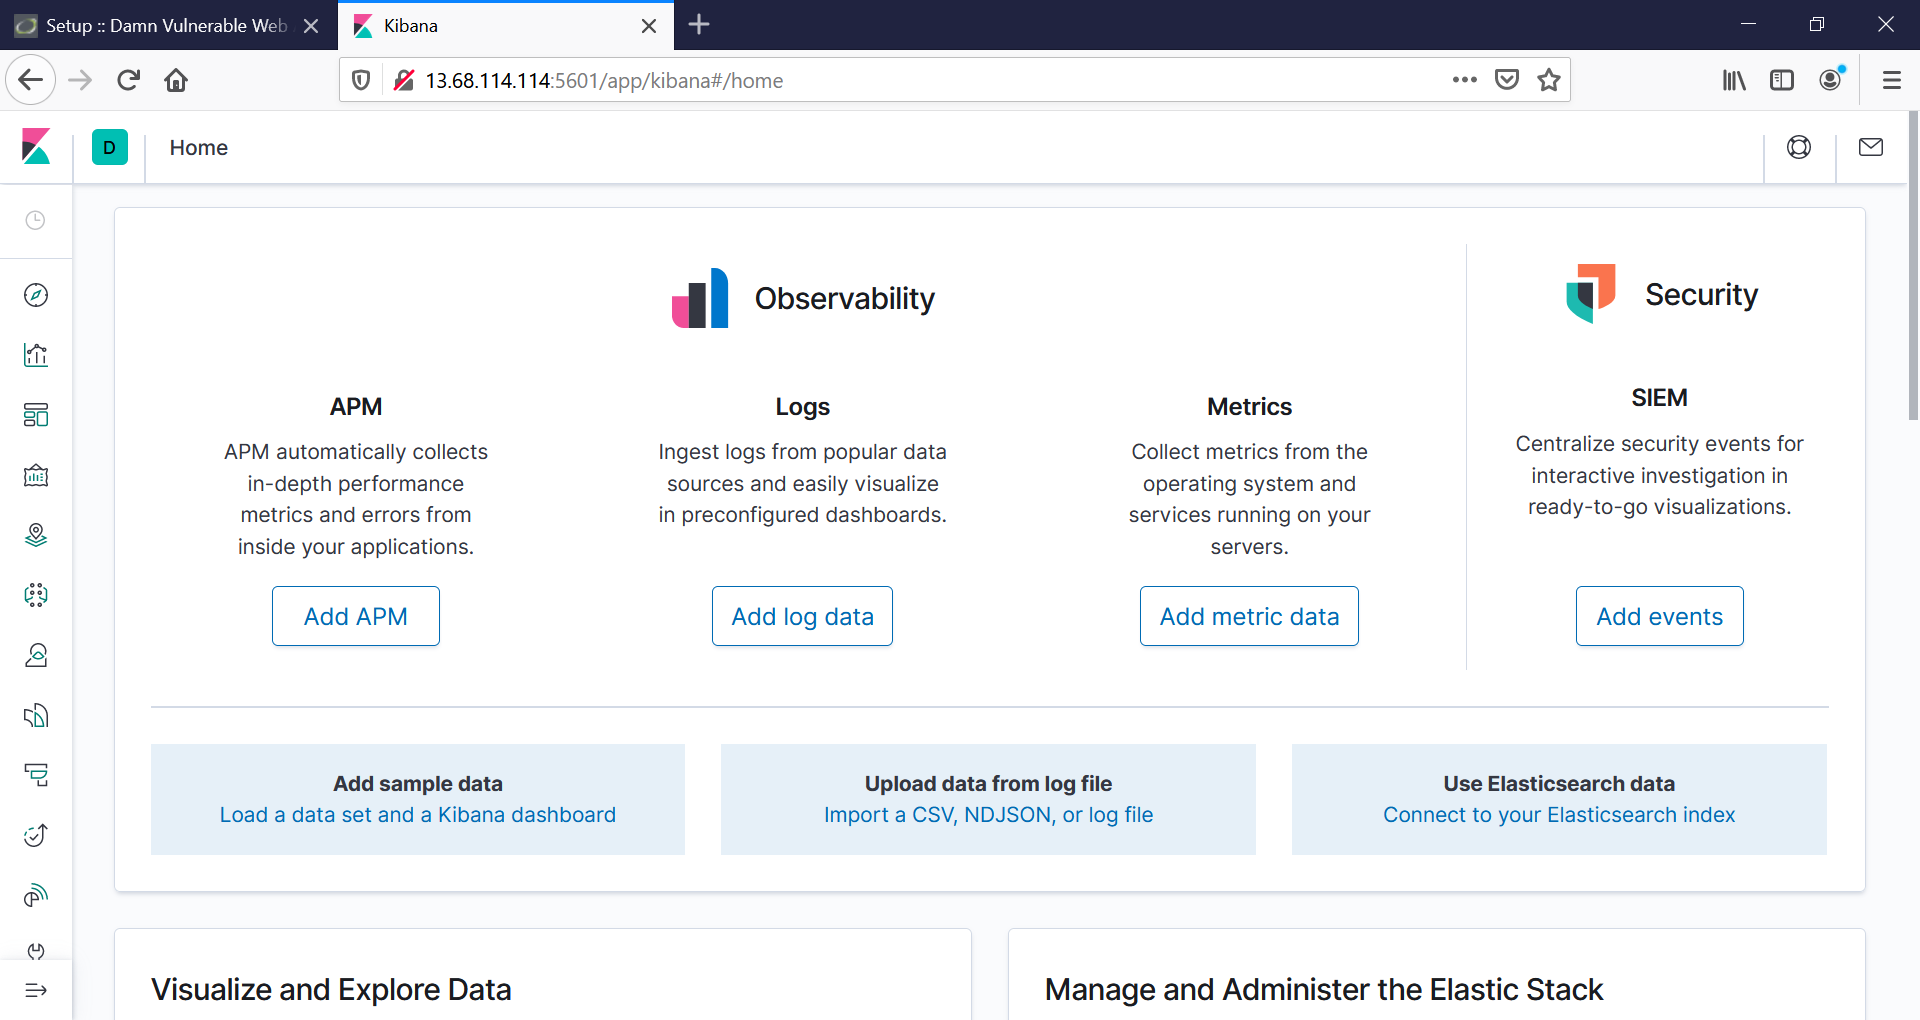 Setup :: Damn Vulnerable Web
Kibana
13.68.114.114:5601/app/kibana#/home
D
Home
Observability
Security
APM
APM automatically collects
in-depth performance
metrics and errors from
inside your applications.
Add APM
Logs
Ingest logs from popular data
sources and easily visualize
in preconfigured dashboards.
Add log data
Metrics
Collect metrics from the
operating system and
services running on your
servers.
Add metric data
SIEM
Centralize security events for
interactive investigation in
ready-to-go visualizations.
Add events
Add sample data
Load a data set and a Kibana dashboard
Upload data from log file
Import a CSV, NDJSON, or log file
Use Elasticsearch data
Connect to your Elasticsearch index
Visualize and Explore Data
Manage and Administer the Elastic Stack